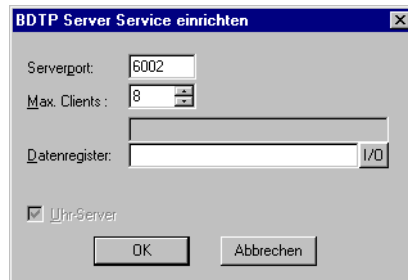 BDTP Server Service einrichten
Serverport: 6002
Max. Clients : 8
Datenregister: I/O
Uhr-Server
OK Abbrechen